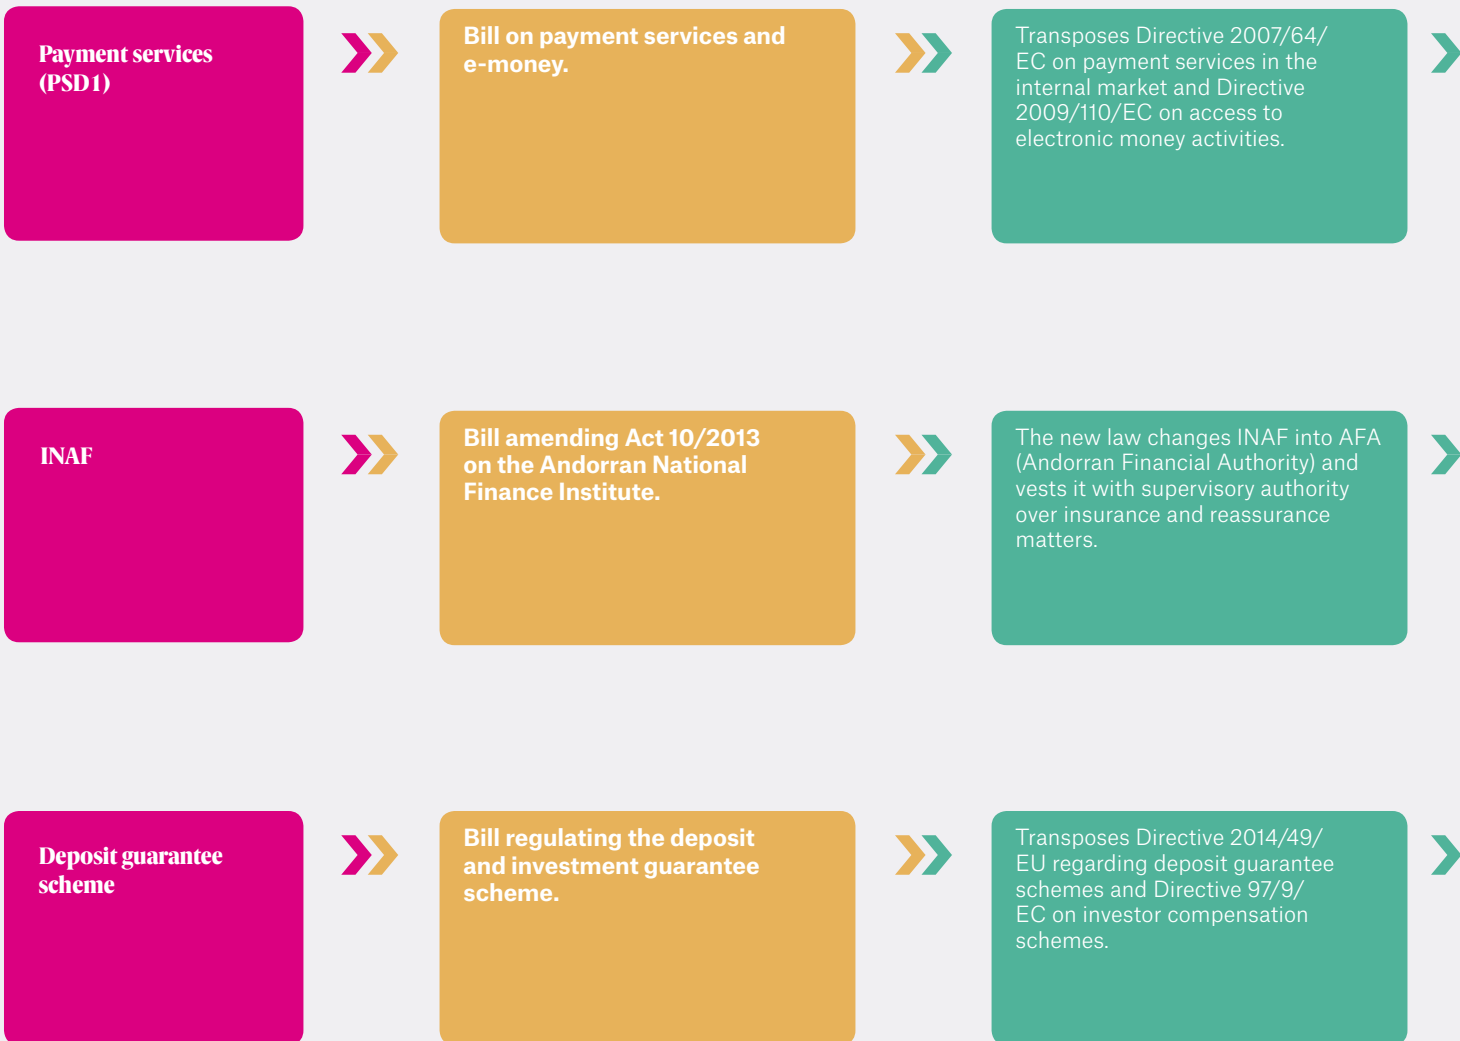 Payment services
(PSD1)
Bill on payment services and
e-money.
Transposes Directive 2007/64/
EC on payment services in the
internal market and Directive
2009/110/EC on access to
electronic money activities.
INAF
Bill amending Act 10/2013
on the Andorran National
Finance Institute.
The new law changes INAF into AFA
(Andorran Financial Authority) and
vests it with supervisory authority
over insurance and reassurance
matters.
Deposit guarantee
scheme
Bill regulating the deposit
and investment guarantee
scheme.
Transposes Directive 2014/49/
EU regarding deposit guarantee
schemes and Directive 97/9/
EC on investor compensation
schemes.